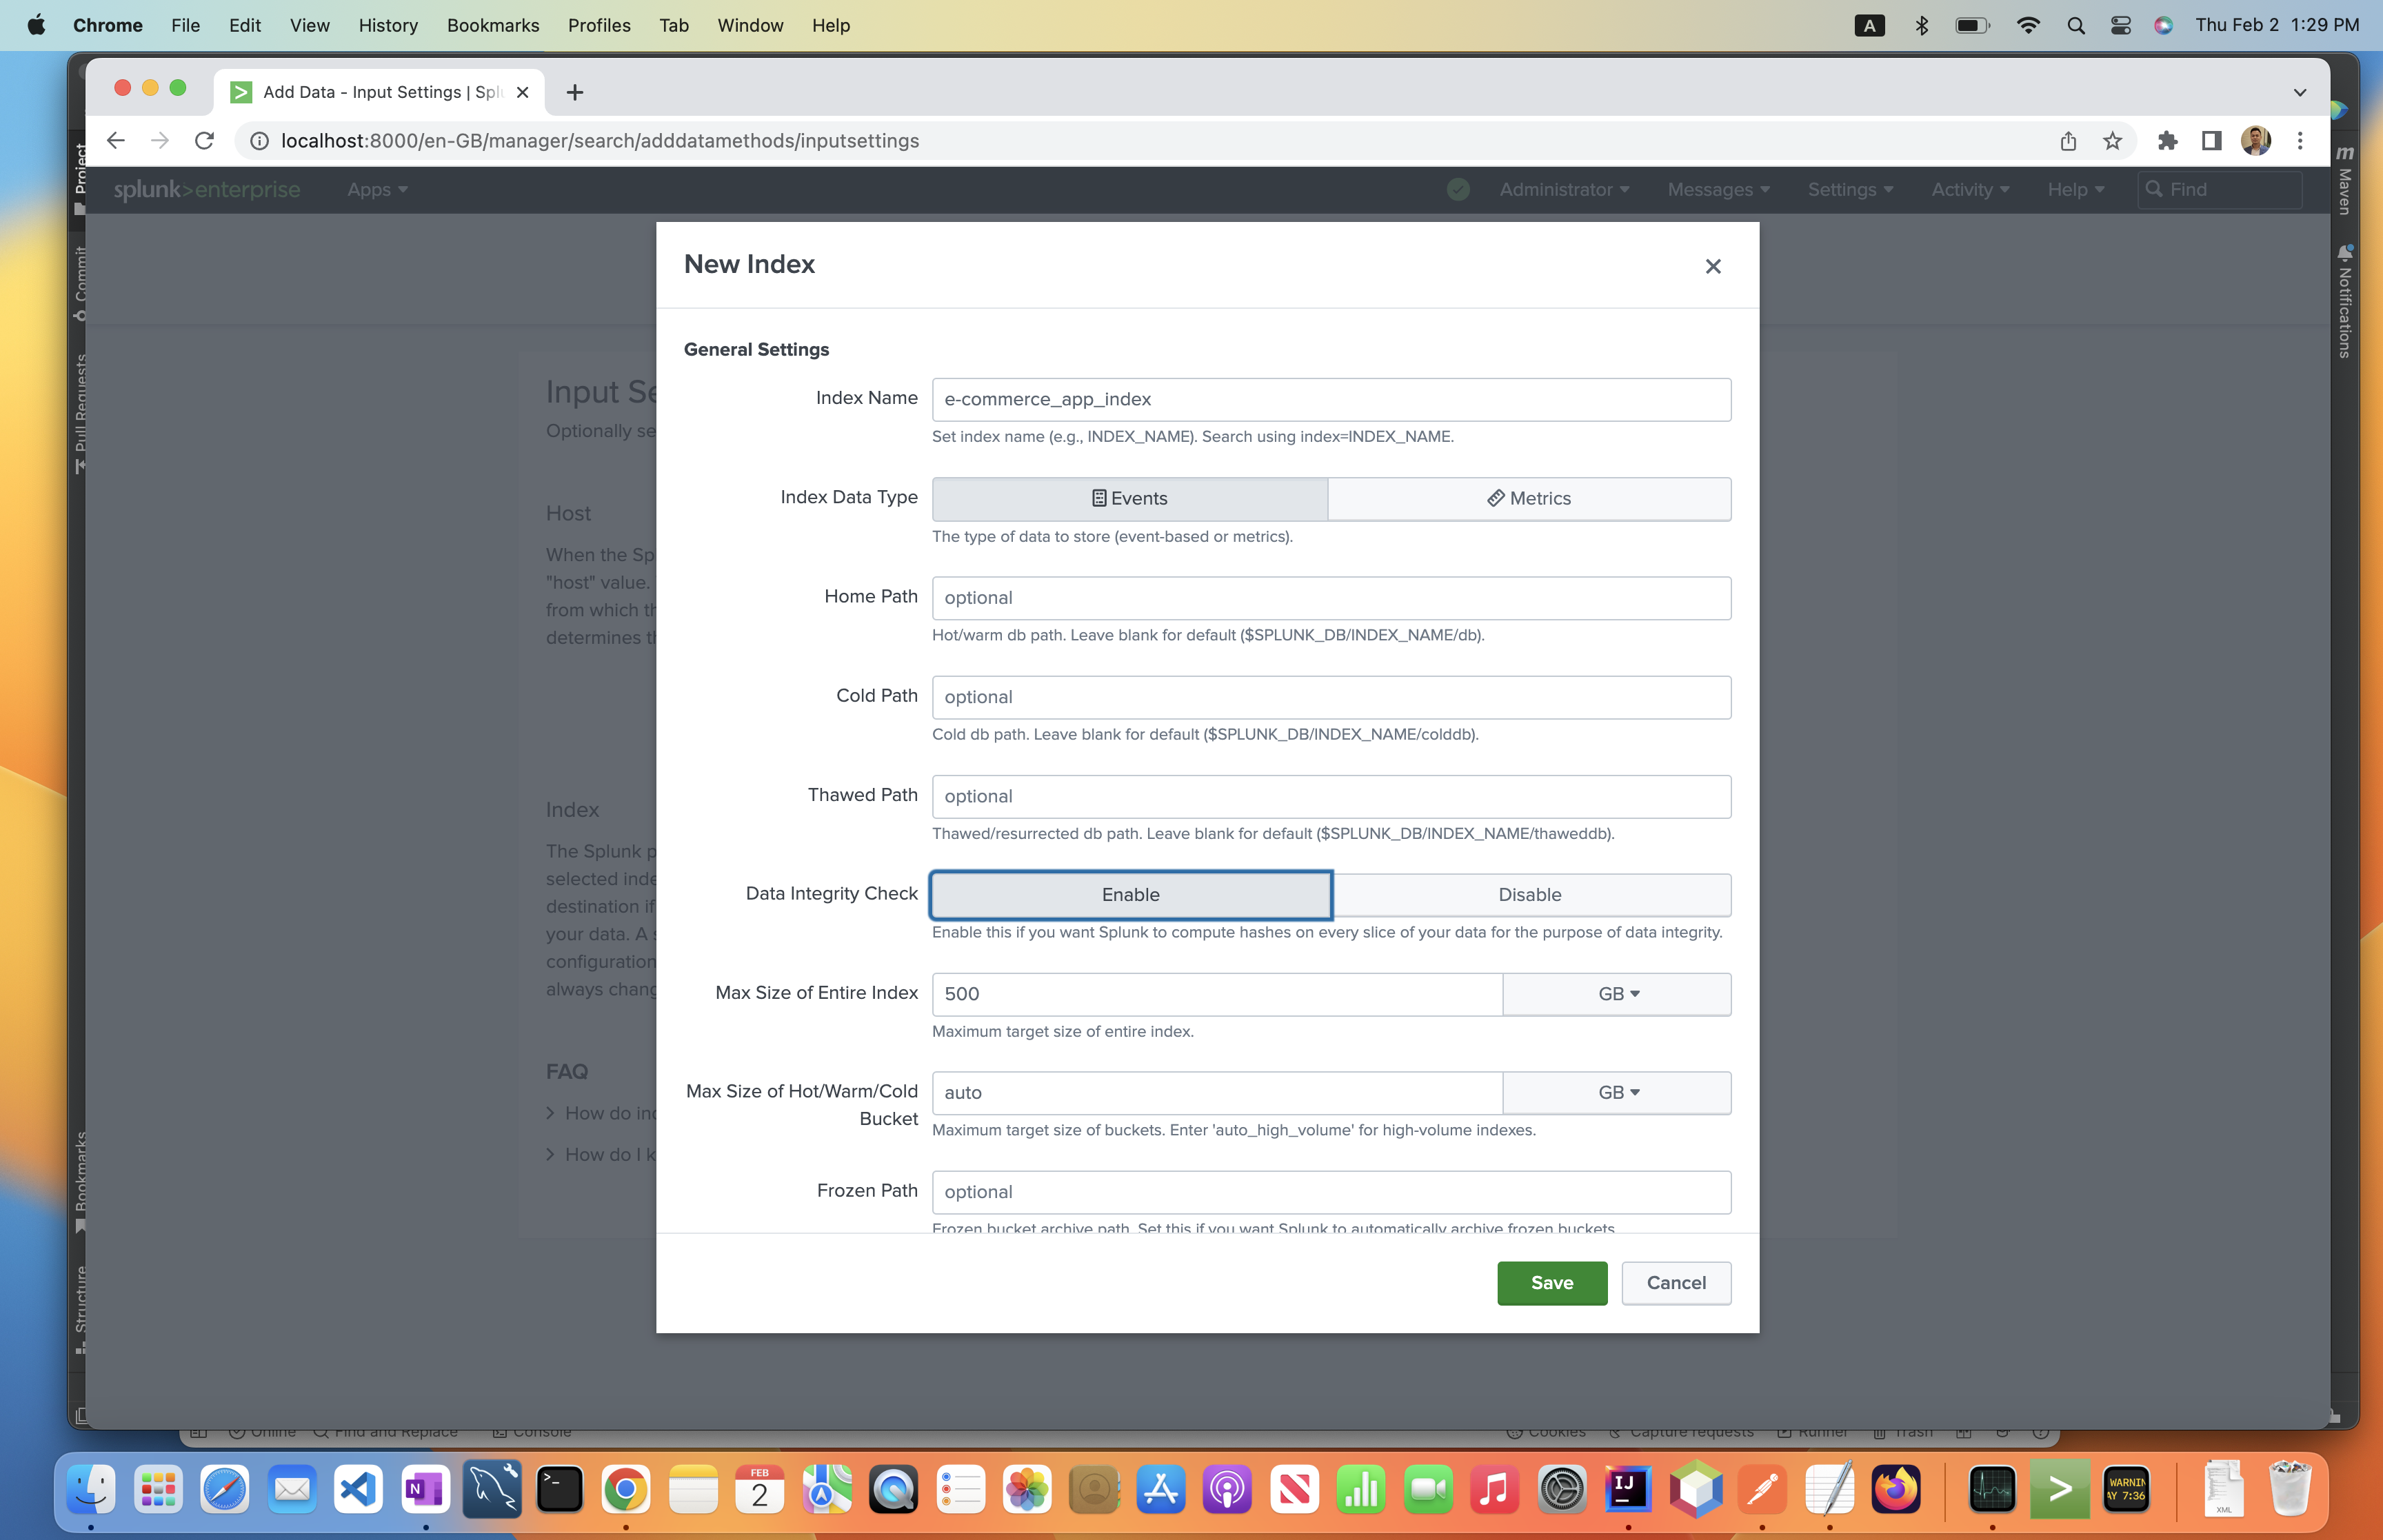 Chrome File Edit View History Bookmarks Profiles Tab Window Help
A Thu Feb 2 1:29 PM
Add Data - Input Settings | Spl
localhost:8000/en-GB/manager/search/adddatamethods/inputsettings
splunk>enterprise Apps Administrator Messages Settings Activity Help Find
Project
Commit
Pull Requests
Bookmarks
Structure
m Maven
Notifications
Input Se
Optionally se
Host
When the Sp
"host" value.
from which th
determines th
Index
The Splunk p
selected inde
destination if
your data. A s
configuration
always chang
FAQ
How do ind
How do I k
New Index
General Settings
Index Name e-commerce_app_index
Set index name (e.g., INDEX_NAME). Search using index=INDEX_NAME.
Index Data Type Events Metrics
The type of data to store (event-based or metrics).
Home Path optional
Hot/warm db path. Leave blank for default ($SPLUNK_DB/INDEX_NAME/db).
Cold Path optional
Cold db path. Leave blank for default ($SPLUNK_DB/INDEX_NAME/colddb).
Thawed Path optional
Thawed/resurrected db path. Leave blank for default ($SPLUNK_DB/INDEX_NAME/thaweddb).
Data Integrity Check Enable Disable
Enable this if you want Splunk to compute hashes on every slice of your data for the purpose of data integrity.
Max Size of Entire Index 500 GB
Maximum target size of entire index.
Max Size of Hot/Warm/Cold auto GB
Bucket
Maximum target size of buckets. Enter 'auto_high_volume' for high-volume indexes.
Frozen Path optional
Frozen bucket archive path. Set this if you want Splunk to automatically archive frozen buckets.
Save Cancel
Online Find and Replace Console Cookies Capture requests Runner Trash
N FEB
2 IJ WARNIN
AY 7:36
XML